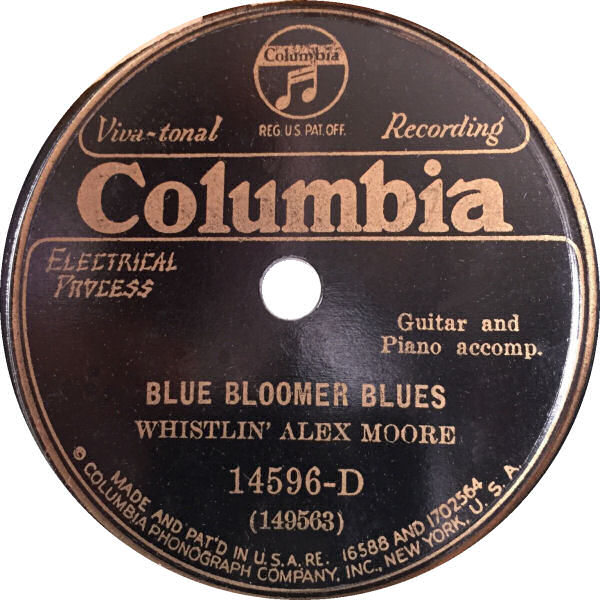 Columbia
Viva-tonal REG. U.S. PAT. OFF. Recording
Columbia
ELECTRICAL
PROCESS
Guitar and
Piano accomp.
BLUE BLOOMER BLUES
WHISTLIN' ALEX MOORE
14596-D
(149563)
MADE AND PAT'D IN U.S.A. RE. 16588 AND 1702564
© COLUMBIA PHONOGRAPH COMPANY, INC., NEW YORK, U.S.A.